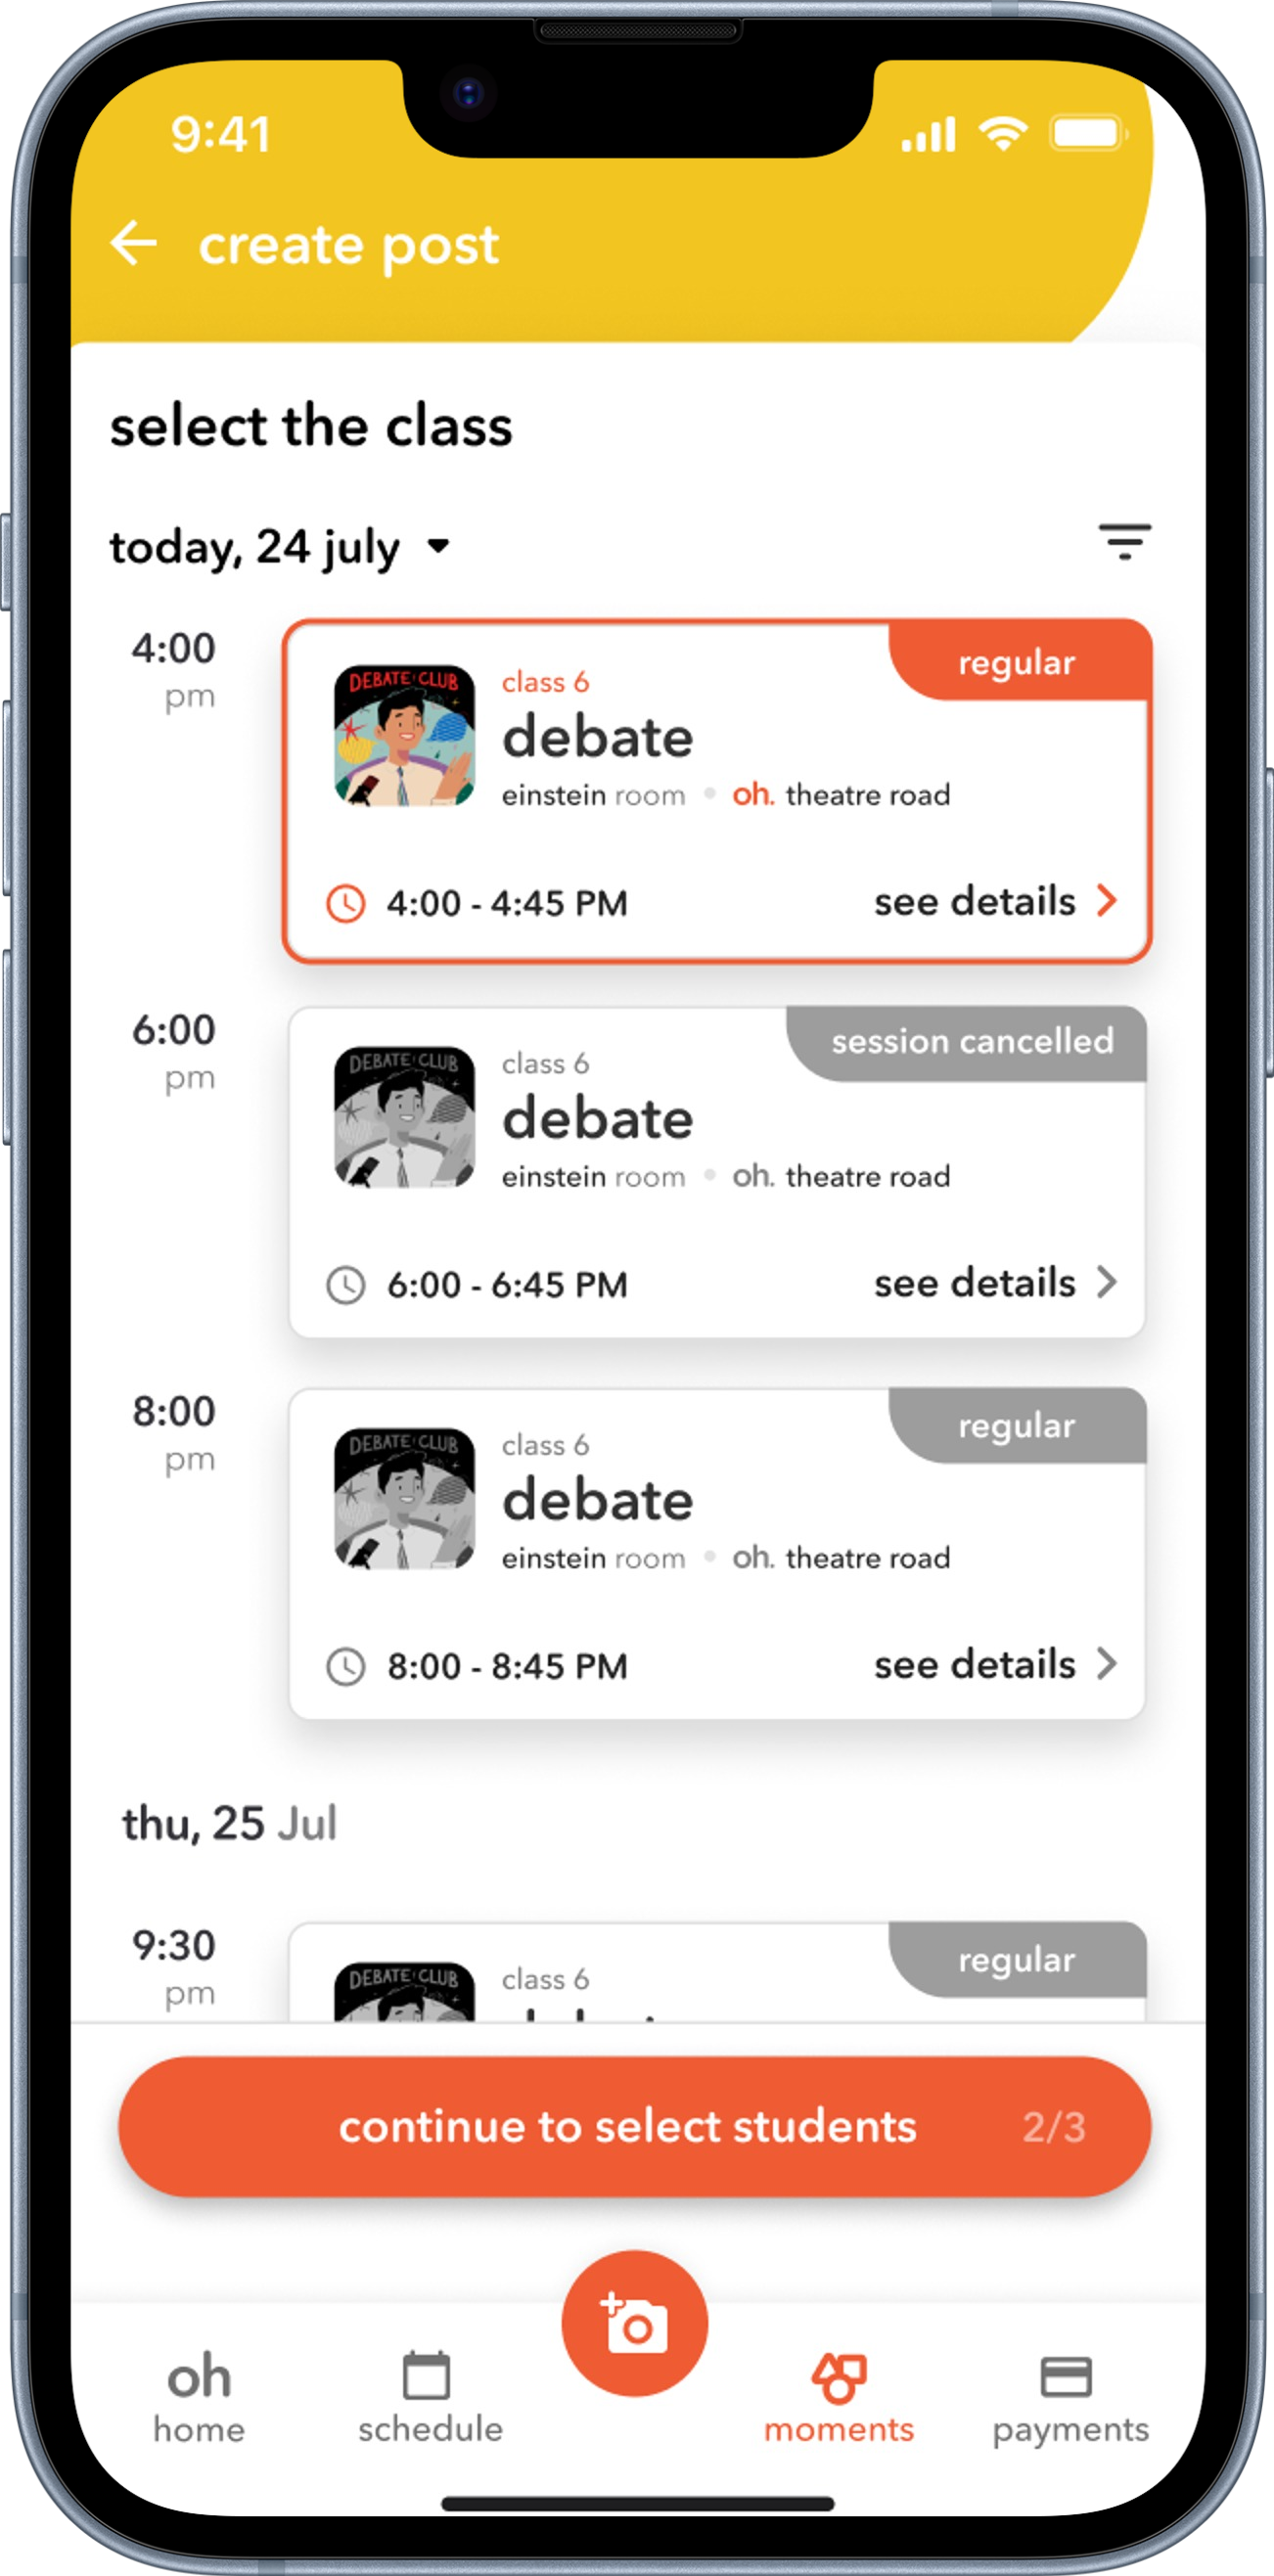 9:41
create post
select the class
today, 24 july
4:00
pm
DEBATE CLUB
class 6
debate
einstein room • oh. theatre road
regular
4:00 - 4:45 PM
see details
6:00
pm
DEBATE CLUB
class 6
debate
einstein room • oh. theatre road
session cancelled
6:00 - 6:45 PM
see details
8:00
pm
DEBATE CLUB
class 6
debate
einstein room • oh. theatre road
regular
8:00 - 8:45 PM
see details
thu, 25 Jul
9:30
pm
DEBATE CLUB
class 6
regular
continue to select students 2/3
oh
home
schedule
moments
payments